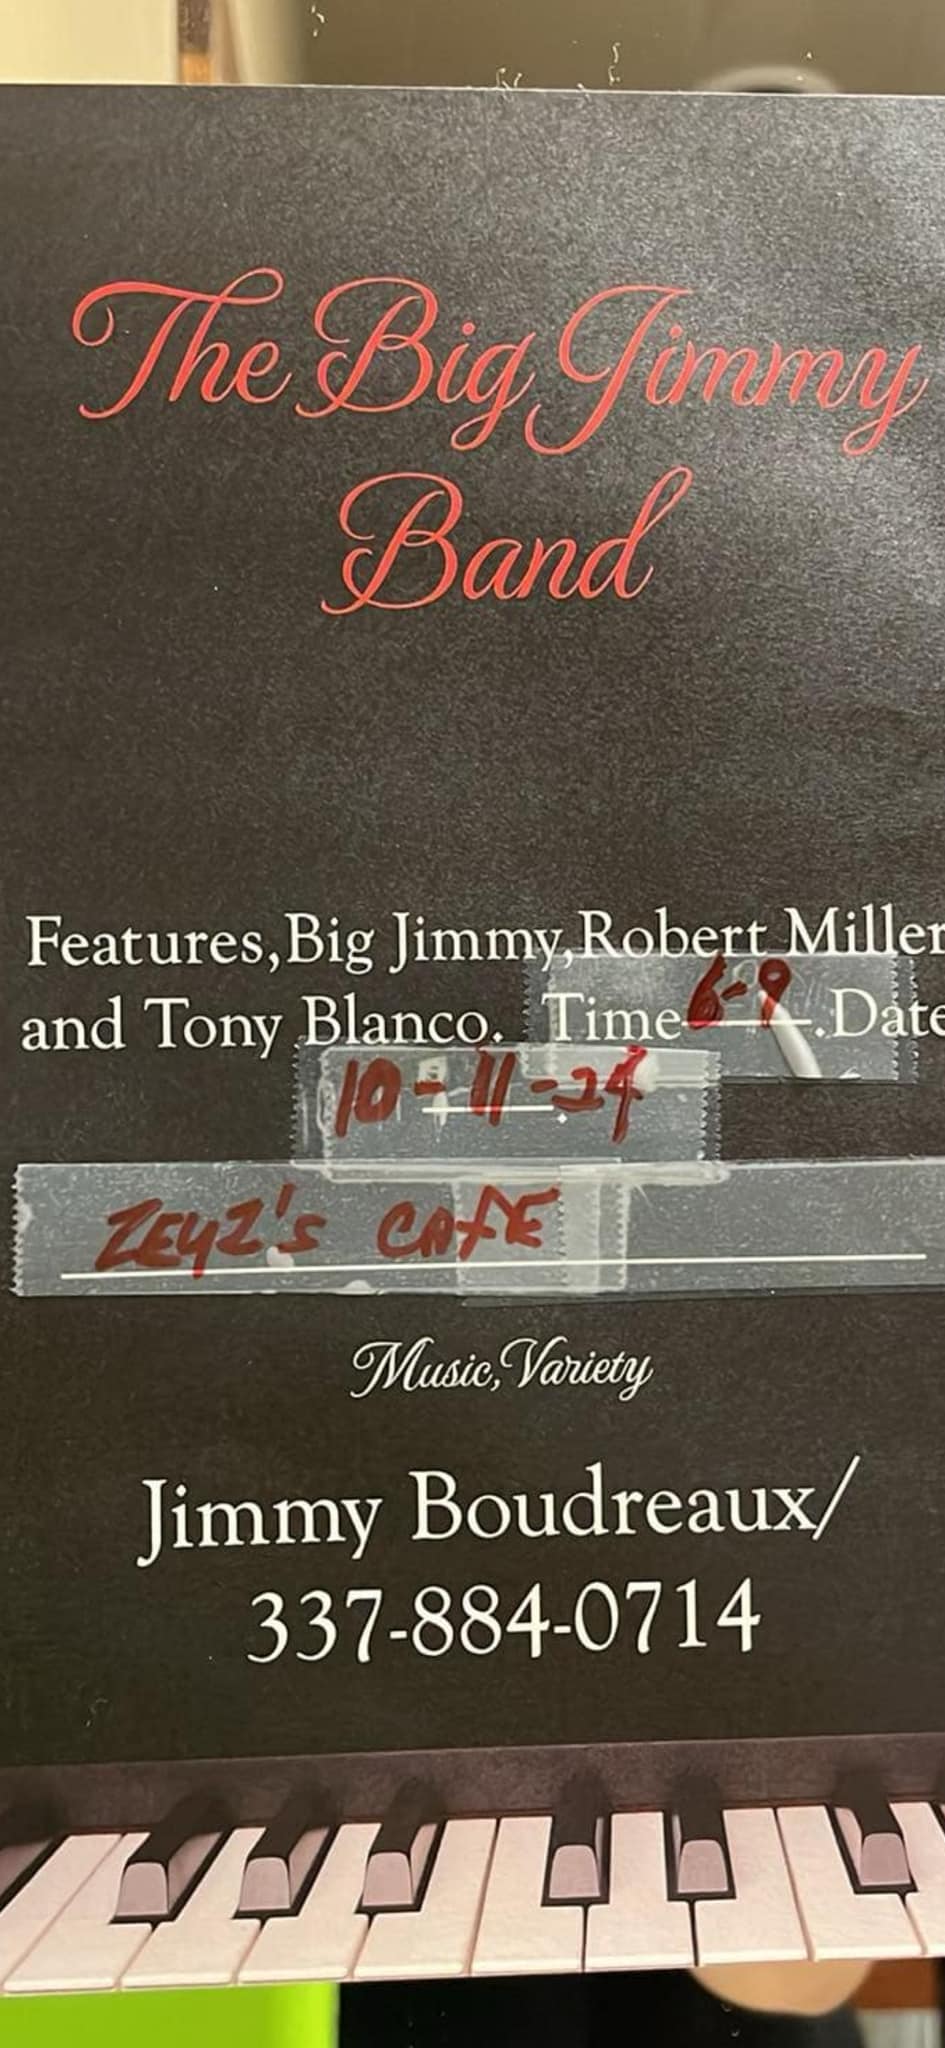 The Big Jimmy
Band
Features,Big Jimmy,Robert Miller
and Tony Blanco. Time 6-9 .Date
10-11-24
ZEYZ's CAFE
Music,Variety
Jimmy Boudreaux/
337-884-0714